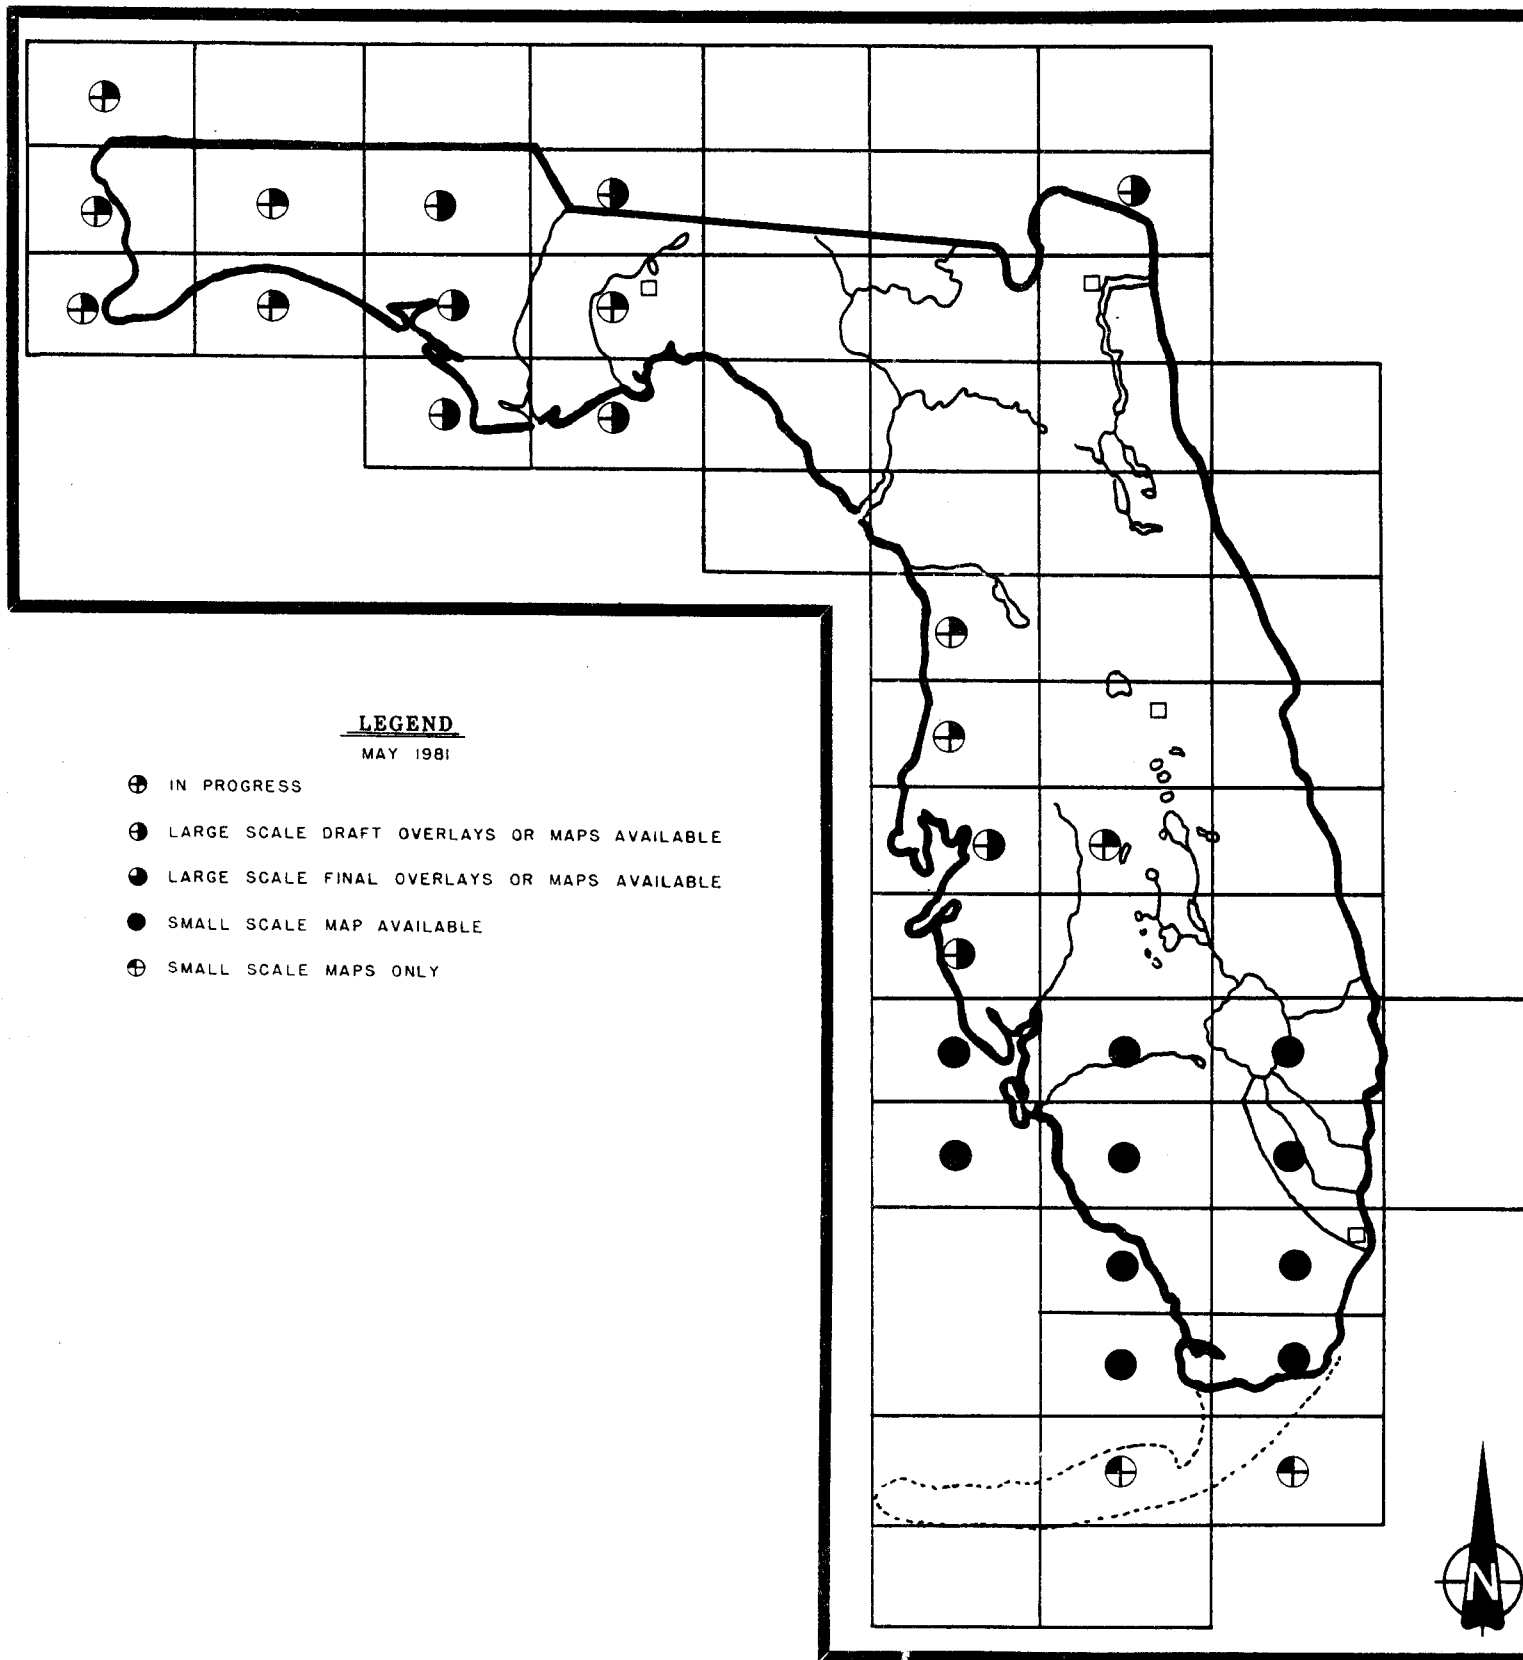 LEGEND
MAY 1981
IN PROGRESS
LARGE SCALE DRAFT OVERLAYS OR MAPS AVAILABLE
LARGE SCALE FINAL OVERLAYS OR MAPS AVAILABLE
SMALL SCALE MAP AVAILABLE
SMALL SCALE MAPS ONLY
N